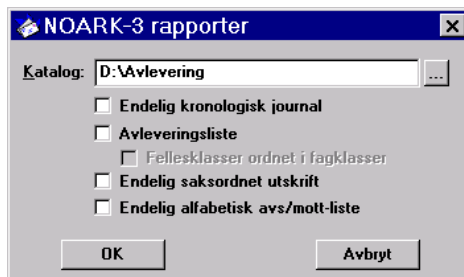 NOARK-3 rapporter
Katalog: D:\Avlevering ...
Endelig kronologisk journal
Avleveringsliste
Fellesklasser ordnet i fagklasser
Endelig saksordnet utskrift
Endelig alfabetisk avs/mott-liste
OK Avbryt